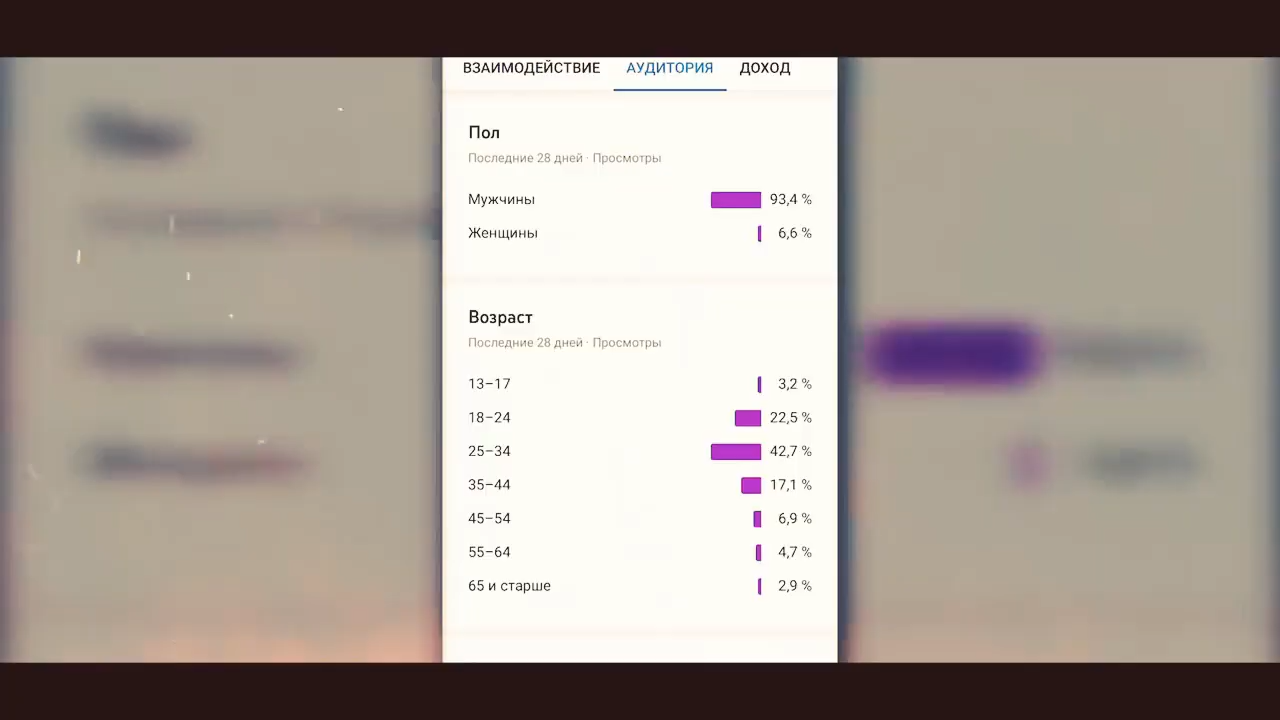 ВЗАИМОДЕЙСТВИЕ АУДИТОРИЯ ДОХОД
Пол
Последние 28 дней · Просмотры
Мужчины 93,4 %
Женщины 6,6 %
Возраст
Последние 28 дней · Просмотры
13–17 3,2 %
18–24 22,5 %
25–34 42,7 %
35–44 17,1 %
45–54 6,9 %
55–64 4,7 %
65 и старше 2,9 %